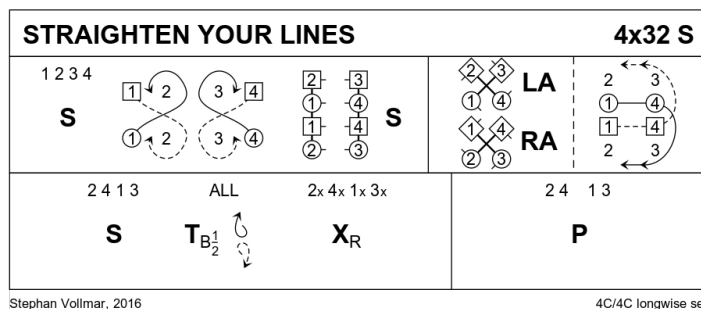 STRAIGHTEN YOUR LINES 4x32 S
1 2 3 4
S
1 2 3 4
1 2 3 4
2 3
1 4
1 4
2 3
S
2 3
1 4
LA
1 4
2 3
RA
2 3
1 4
1 4
2 3
2 4 1 3 ALL 2x 4x 1x 3x
S TB½ XR
2 4 1 3
P
Stephan Vollmar, 2016 4C/4C longwise se